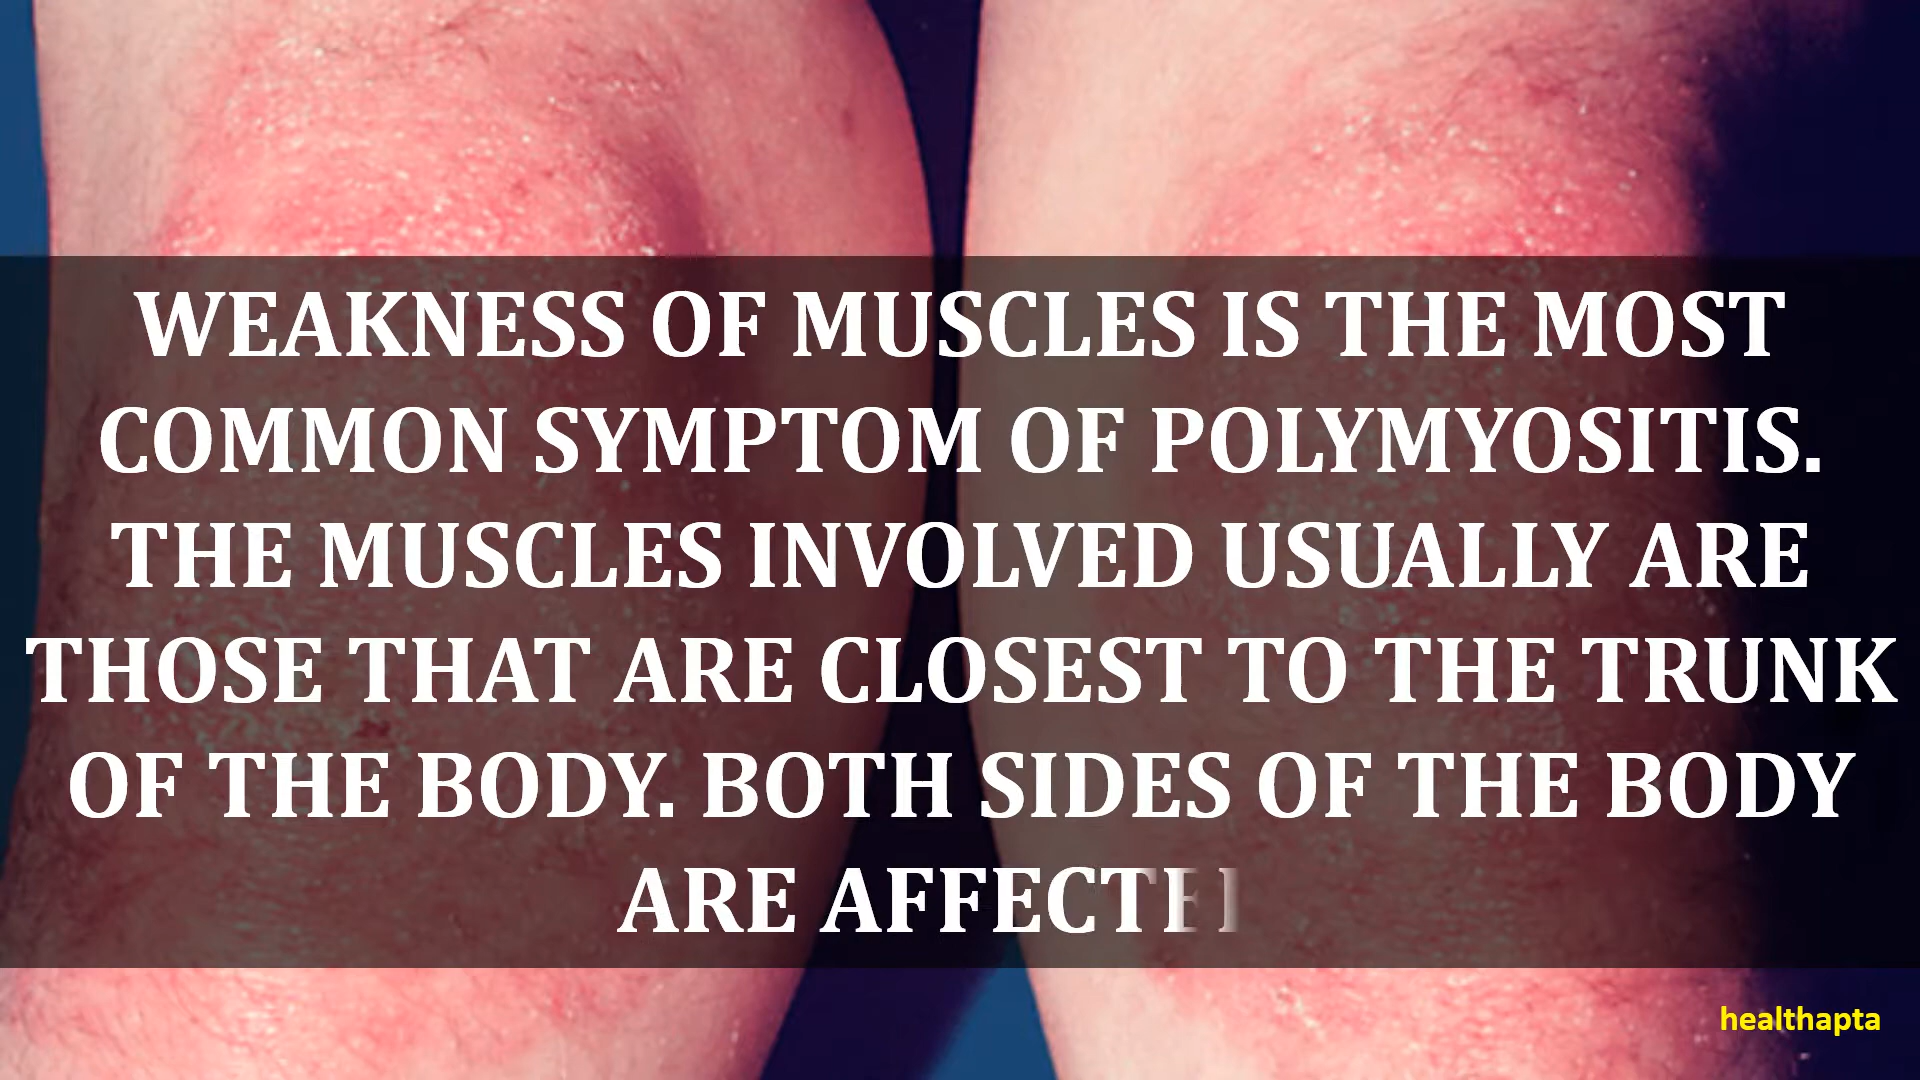 WEAKNESS OF MUSCLES IS THE MOST
COMMON SYMPTOM OF POLYMYOSITIS.
THE MUSCLES INVOLVED USUALLY ARE
THOSE THAT ARE CLOSEST TO THE TRUNK
OF THE BODY. BOTH SIDES OF THE BODY
ARE AFFECTE
healthapta